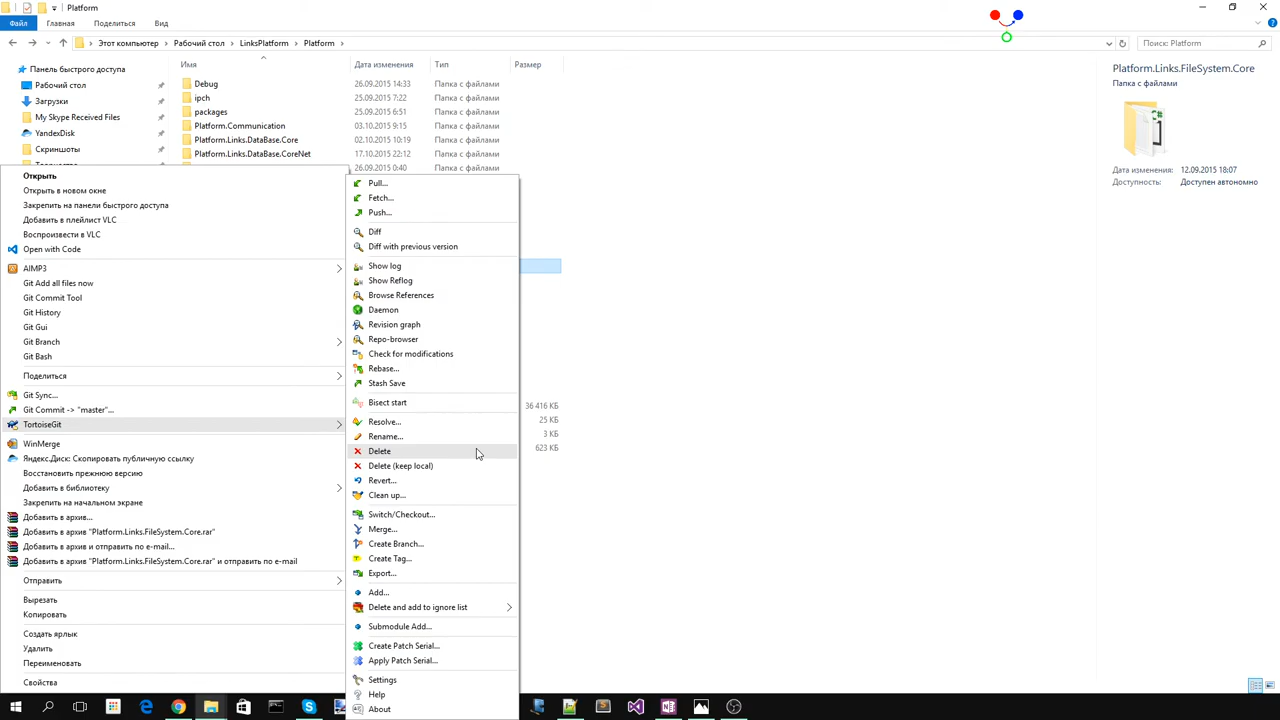 Platform
Файл Главная Поделиться Вид
Этот компьютер Рабочий стол LinksPlatform Platform
Поиск: Platform
Имя Дата изменения Тип Размер
Панель быстрого доступа
Рабочий стол
Загрузки
My Skype Received Files
YandexDisk
Скриншоты
Debug 26.09.2015 14:33 Папка с файлами
ipch 25.09.2015 7:22 Папка с файлами
packages 25.09.2015 6:51 Папка с файлами
Platform.Communication 03.10.2015 9:15 Папка с файлами
Platform.Links.DataBase.Core 02.10.2015 10:19 Папка с файлами
Platform.Links.DataBase.CoreNet 17.10.2015 22:12 Папка с файлами
26.09.2015 0:40 Папка с файлами
36 416 КБ
25 КБ
3 КБ
623 КБ
Platform.Links.FileSystem.Core
Папка с файлами
Дата изменения: 12.09.2015 18:07
Доступность: Доступен автономно
Открыть
Открыть в новом окне
Закрепить на панели быстрого доступа
Добавить в плейлист VLC
Воспроизвести в VLC
Open with Code
AIMP3
Git Add all files now
Git Commit Tool
Git History
Git Gui
Git Branch
Git Bash
Поделиться
Git Sync...
Git Commit -> "master"...
TortoiseGit
WinMerge
Яндекс.Диск: Скопировать публичную ссылку
Восстановить прежнюю версию
Добавить в библиотеку
Закрепить на начальном экране
Добавить в архив...
Добавить в архив "Platform.Links.FileSystem.Core.rar"
Добавить в архив и отправить по e-mail...
Добавить в архив "Platform.Links.FileSystem.Core.rar" и отправить по e-mail
Отправить
Вырезать
Копировать
Создать ярлык
Удалить
Переименовать
Свойства
Pull...
Fetch...
Push...
Diff
Diff with previous version
Show log
Show Reflog
Browse References
Daemon
Revision graph
Repo-browser
Check for modifications
Rebase...
Stash Save
Bisect start
Resolve...
Rename...
Delete
Delete (keep local)
Revert...
Clean up...
Switch/Checkout...
Merge...
Create Branch...
Create Tag...
Export...
Add...
Delete and add to ignore list
Submodule Add...
Create Patch Serial...
Apply Patch Serial...
Settings
Help
About